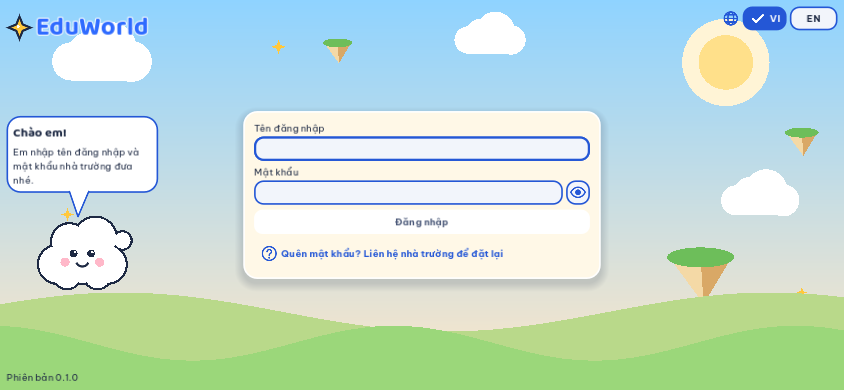 EduWorld
VI
EN
Chào em!
Em nhập tên đăng nhập và
mật khẩu nhà trường đưa
nhé.
Tên đăng nhập
Mật khẩu
Đăng nhập
Quên mật khẩu? Liên hệ nhà trường để đặt lại
Phiên bản 0.1.0